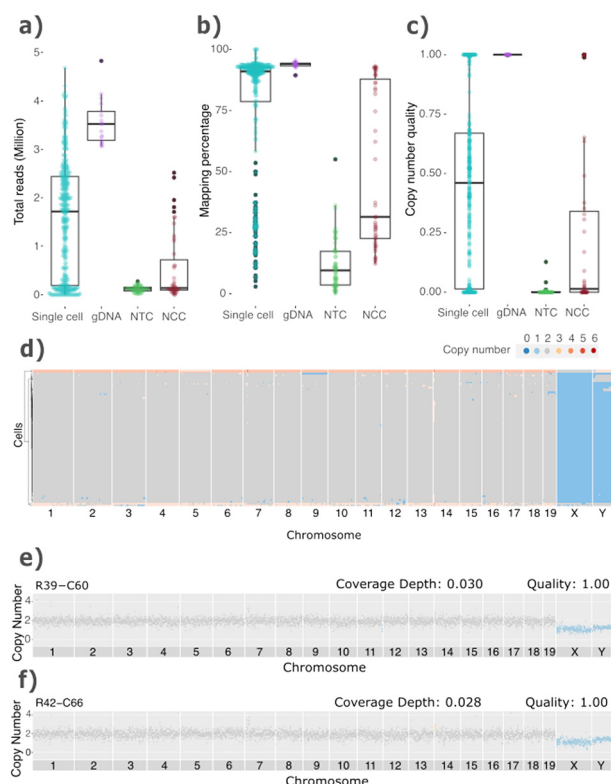 a)
b)
c)
5
4
3
2
1
0
Total reads (Million)
Single cell gDNA NTC NCC
100
75
50
25
0
Mapping percentage
Single cell gDNA NTC NCC
1.00
0.75
0.50
0.25
0.00
Copy number quality
Single cell gDNA NTC NCC
d)
Copy number 0 1 2 3 4 5 6
Cells
1 2 3 4 5 6 7 8 9 10 11 12 13 14 15 16 17 18 19 X Y
Chromosome
e)
R39−C60 Coverage Depth: 0.030 Quality: 1.00
Copy Number
4
2
0
1 2 3 4 5 6 7 8 9 10 11 12 13 14 15 16 17 18 19 X Y
Chromosome
f)
R42−C66 Coverage Depth: 0.028 Quality: 1.00
Copy Number
4
2
0
1 2 3 4 5 6 7 8 9 10 11 12 13 14 15 16 17 18 19 X Y
Chromosome